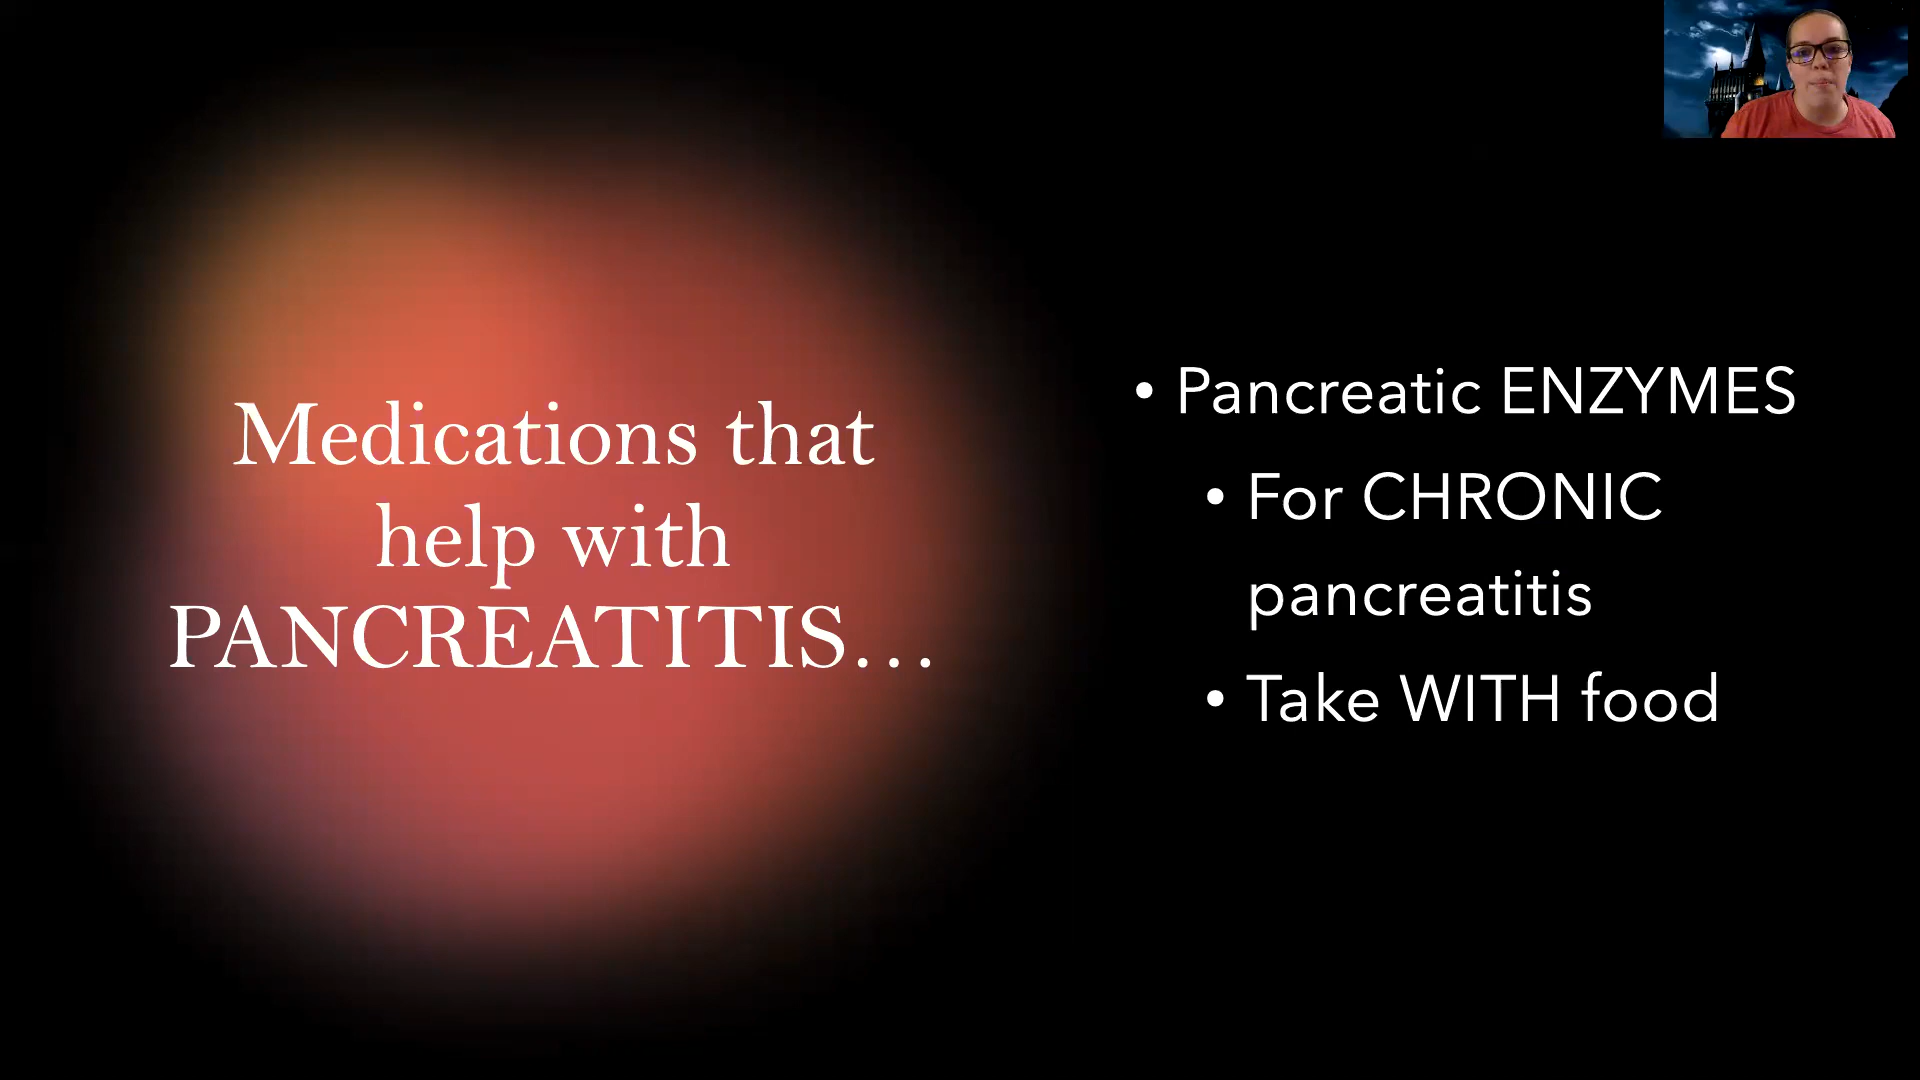 Medications that
help with
PANCREATITIS…
• Pancreatic ENZYMES
• For CHRONIC
pancreatitis
• Take WITH food